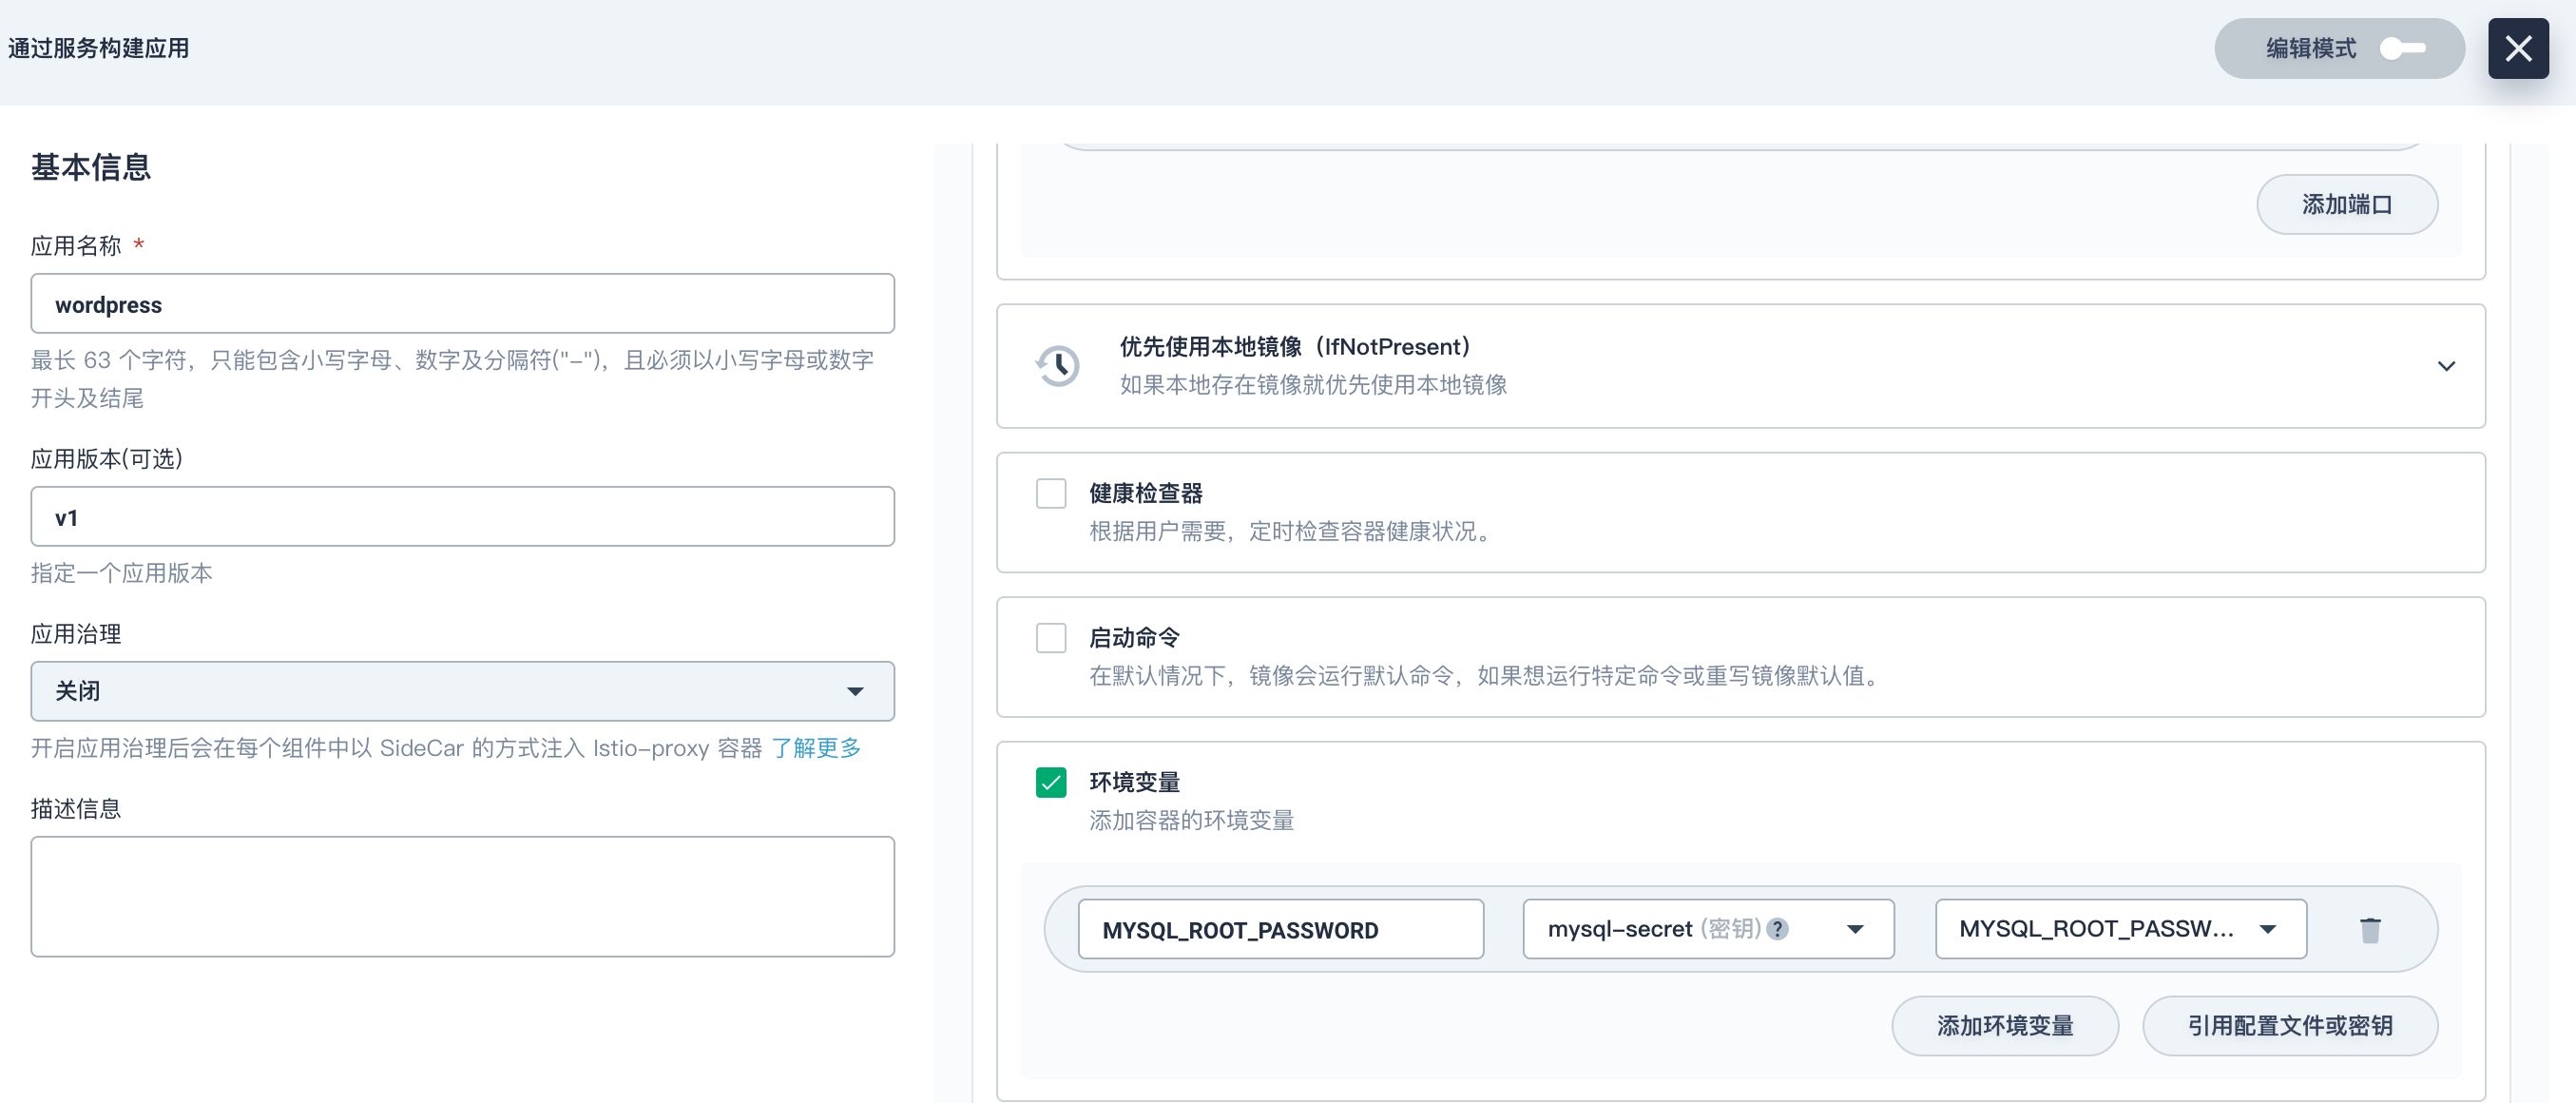 通过服务构建应用
编辑模式
基本信息
应用名称 *
wordpress
最长 63 个字符，只能包含小写字母、数字及分隔符("-")，且必须以小写字母或数字
开头及结尾
应用版本(可选)
v1
指定一个应用版本
应用治理
关闭
开启应用治理后会在每个组件中以 SideCar 的方式注入 Istio-proxy 容器 了解更多
描述信息
添加端口
优先使用本地镜像（IfNotPresent）
如果本地存在镜像就优先使用本地镜像
健康检查器
根据用户需要，定时检查容器健康状况。
启动命令
在默认情况下，镜像会运行默认命令，如果想运行特定命令或重写镜像默认值。
环境变量
添加容器的环境变量
MYSQL_ROOT_PASSWORD
mysql-secret (密钥) ?
MYSQL_ROOT_PASSW...
添加环境变量
引用配置文件或密钥